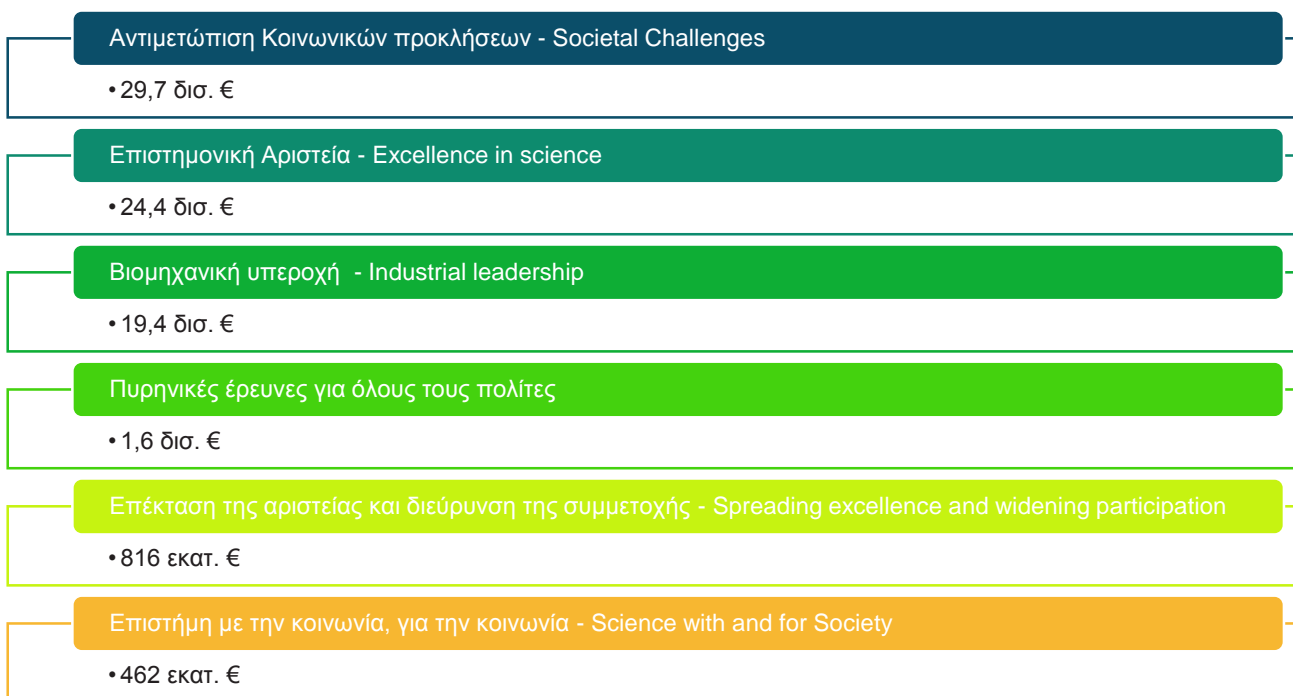 Αντιμετώπιση Κοινωνικών προκλήσεων - Societal Challenges
• 29,7 δισ. €
Επιστημονική Αριστεία - Excellence in science
• 24,4 δισ. €
Βιομηχανική υπεροχή - Industrial leadership
• 19,4 δισ. €
Πυρηνικές έρευνες για όλους τους πολίτες
• 1,6 δισ. €
Επέκταση της αριστείας και διεύρυνση της συμμετοχής - Spreading excellence and widening participation
• 816 εκατ. €
Επιστήμη με την κοινωνία, για την κοινωνία - Science with and for Society
• 462 εκατ. €